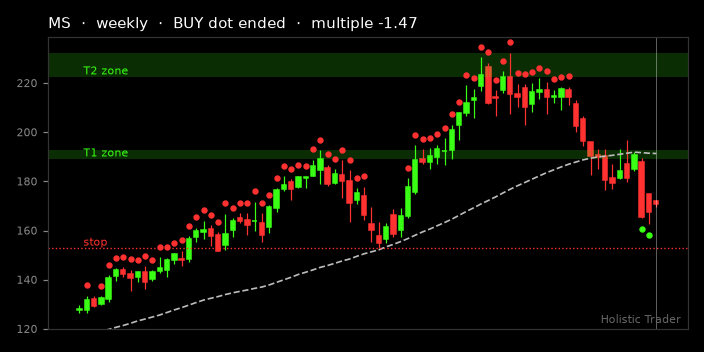 MS · weekly · BUY dot ended · multiple -1.47
T2 zone
220
200
T1 zone
180
160
stop
140
120
Holistic Trader